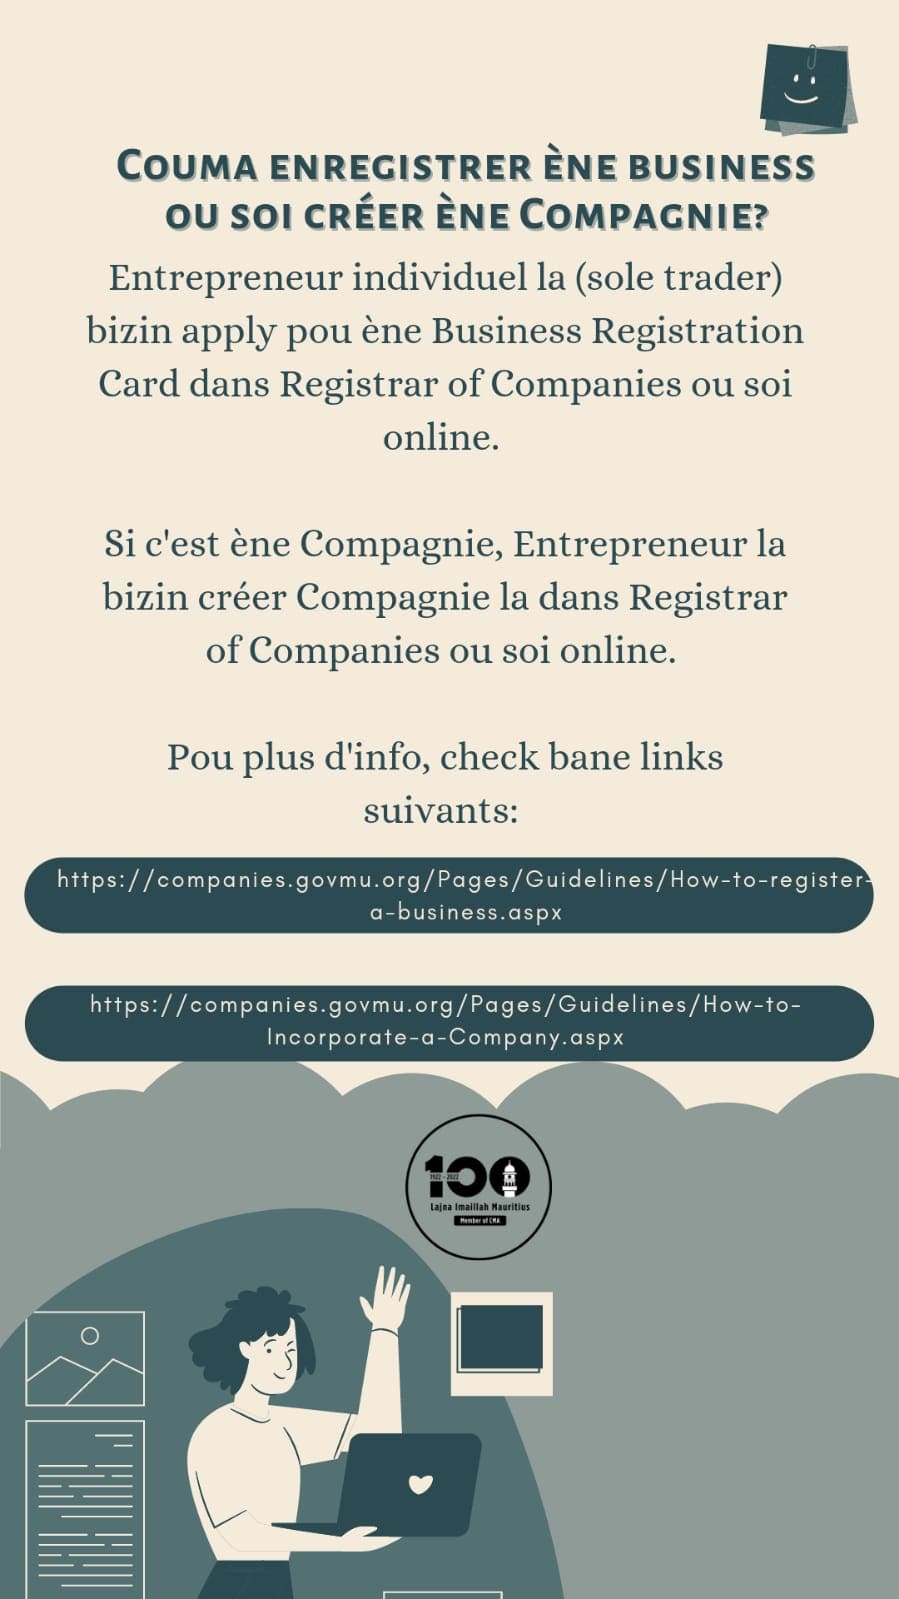 Couma enregistrer ène business
ou soi créer ène Compagnie?
Entrepreneur individuel la (sole trader)
bizin apply pou ène Business Registration
Card dans Registrar of Companies ou soi
online.
Si c'est ène Compagnie, Entrepreneur la
bizin créer Compagnie la dans Registrar
of Companies ou soi online.
Pou plus d'info, check bane links
suivants:
https://companies.govmu.org/Pages/Guidelines/How-to-register-
a-business.aspx
https://companies.govmu.org/Pages/Guidelines/How-to-
Incorporate-a-Company.aspx
100
1922 - 2022
Lajna Imaillah Mauritius
Member of CMA